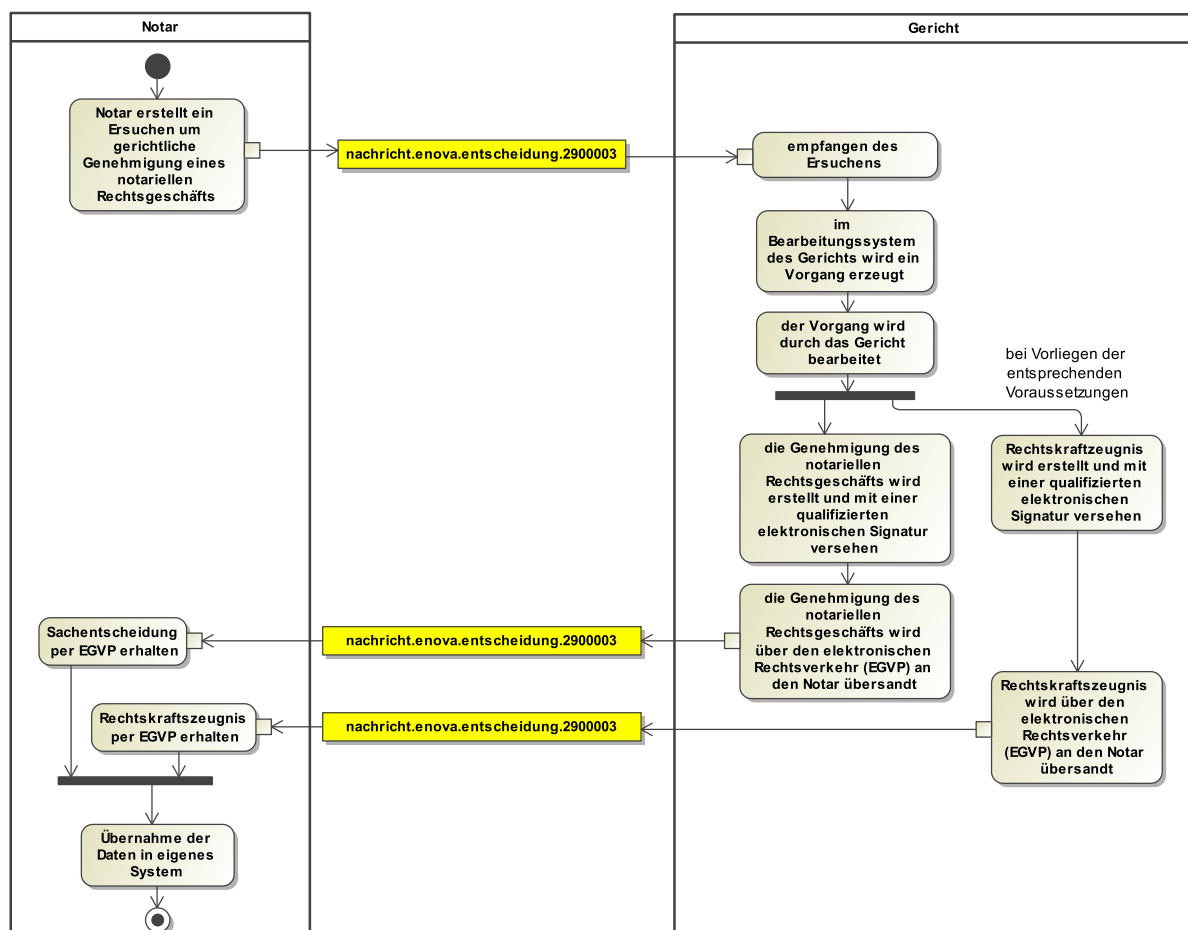 Notar
Gericht
Notar erstellt ein
Ersuchen um
gerichtliche
Genehmigung eines
notariellen
Rechtsgeschäfts
nachricht.enova.entscheidung.2900003
empfangen des
Ersuchens
im
Bearbeitungssystem
des Gerichts wird ein
Vorgang erzeugt
der Vorgang wird
durch das Gericht
bearbeitet
bei Vorliegen der
entsprechenden
Voraussetzungen
die Genehmigung des
notariellen
Rechtsgeschäfts wird
erstellt und mit einer
qualifizierten
elektronischen Signatur
versehen
Rechtskraftzeugnis
wird erstellt und mit
einer qualifizierten
elektronischen
Signatur versehen
die Genehmigung des
notariellen
Rechtsgeschäfts wird
über den elektronischen
Rechtsverkehr (EGVP) an
den Notar übersandt
nachricht.enova.entscheidung.2900003
Sachentscheidung
per EGVP erhalten
Rechtskraftszeugnis
wird über den
elektronischen
Rechtsverkehr
(EGVP) an den Notar
übersandt
nachricht.enova.entscheidung.2900003
Rechtskraftszeugnis
per EGVP erhalten
Übernahme der
Daten in eigenes
System